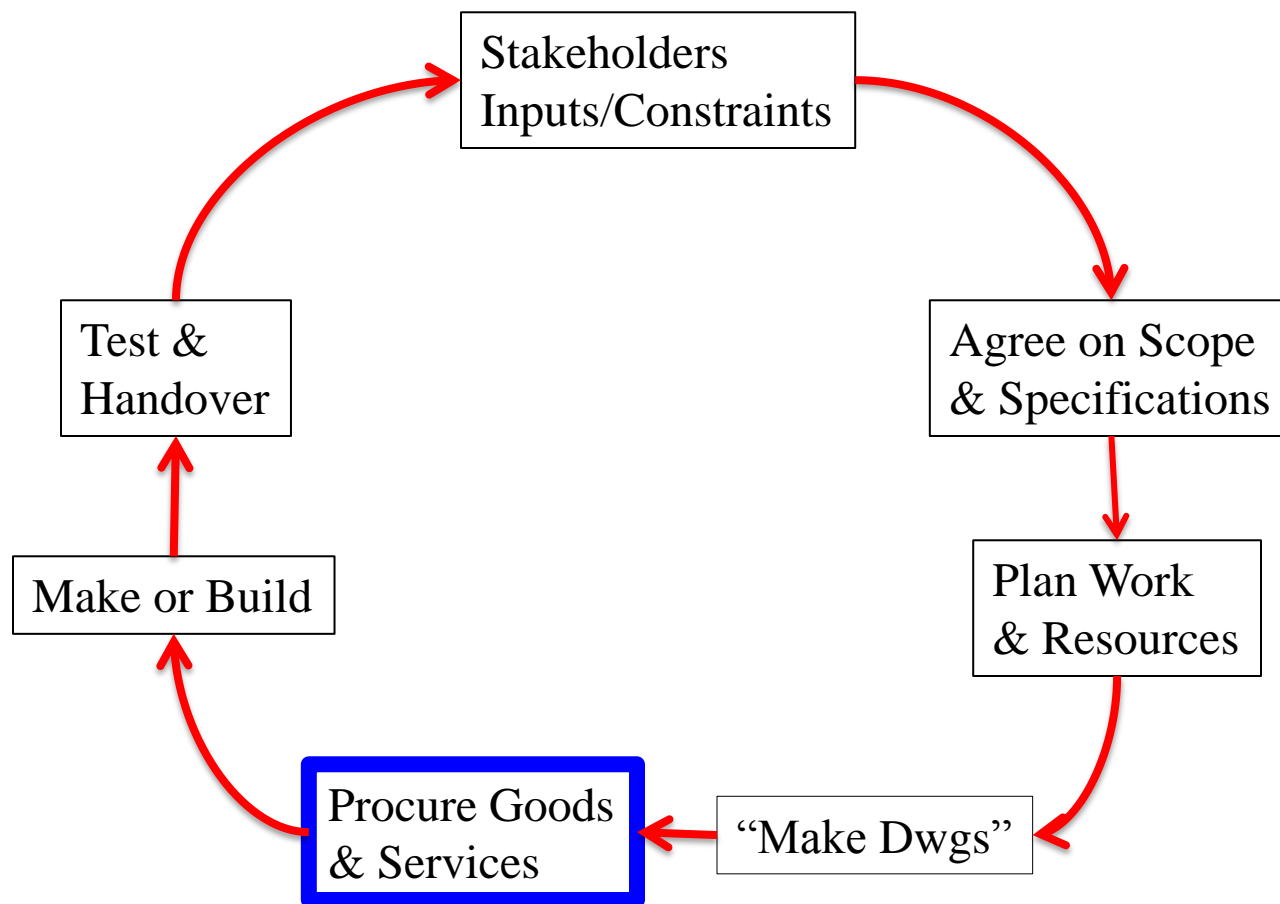 Stakeholders
Inputs/Constraints
Agree on Scope
& Specifications
Plan Work
& Resources
“Make Dwgs”
Procure Goods
& Services
Make or Build
Test &
Handover